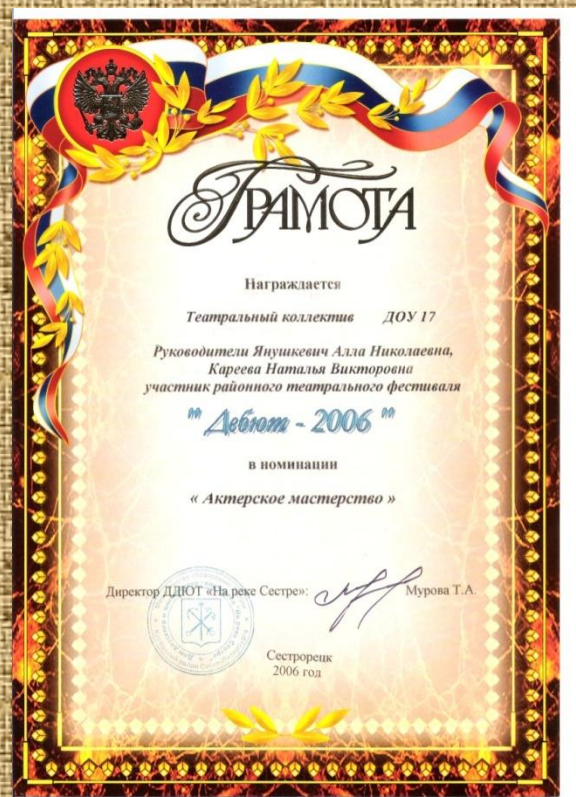 Грамота
Награждается
Театральный коллектив ДОУ 17
Руководители Янушкевич Алла Николаевна,
Кареева Наталья Викторовна
участник районного театрального фестиваля
"" Дебют - 2006 ""
в номинации
« Актерское мастерство »
Директор ДДЮТ «На реке Сестре»: Мурова Т.А.
Сестрорецк
2006 год